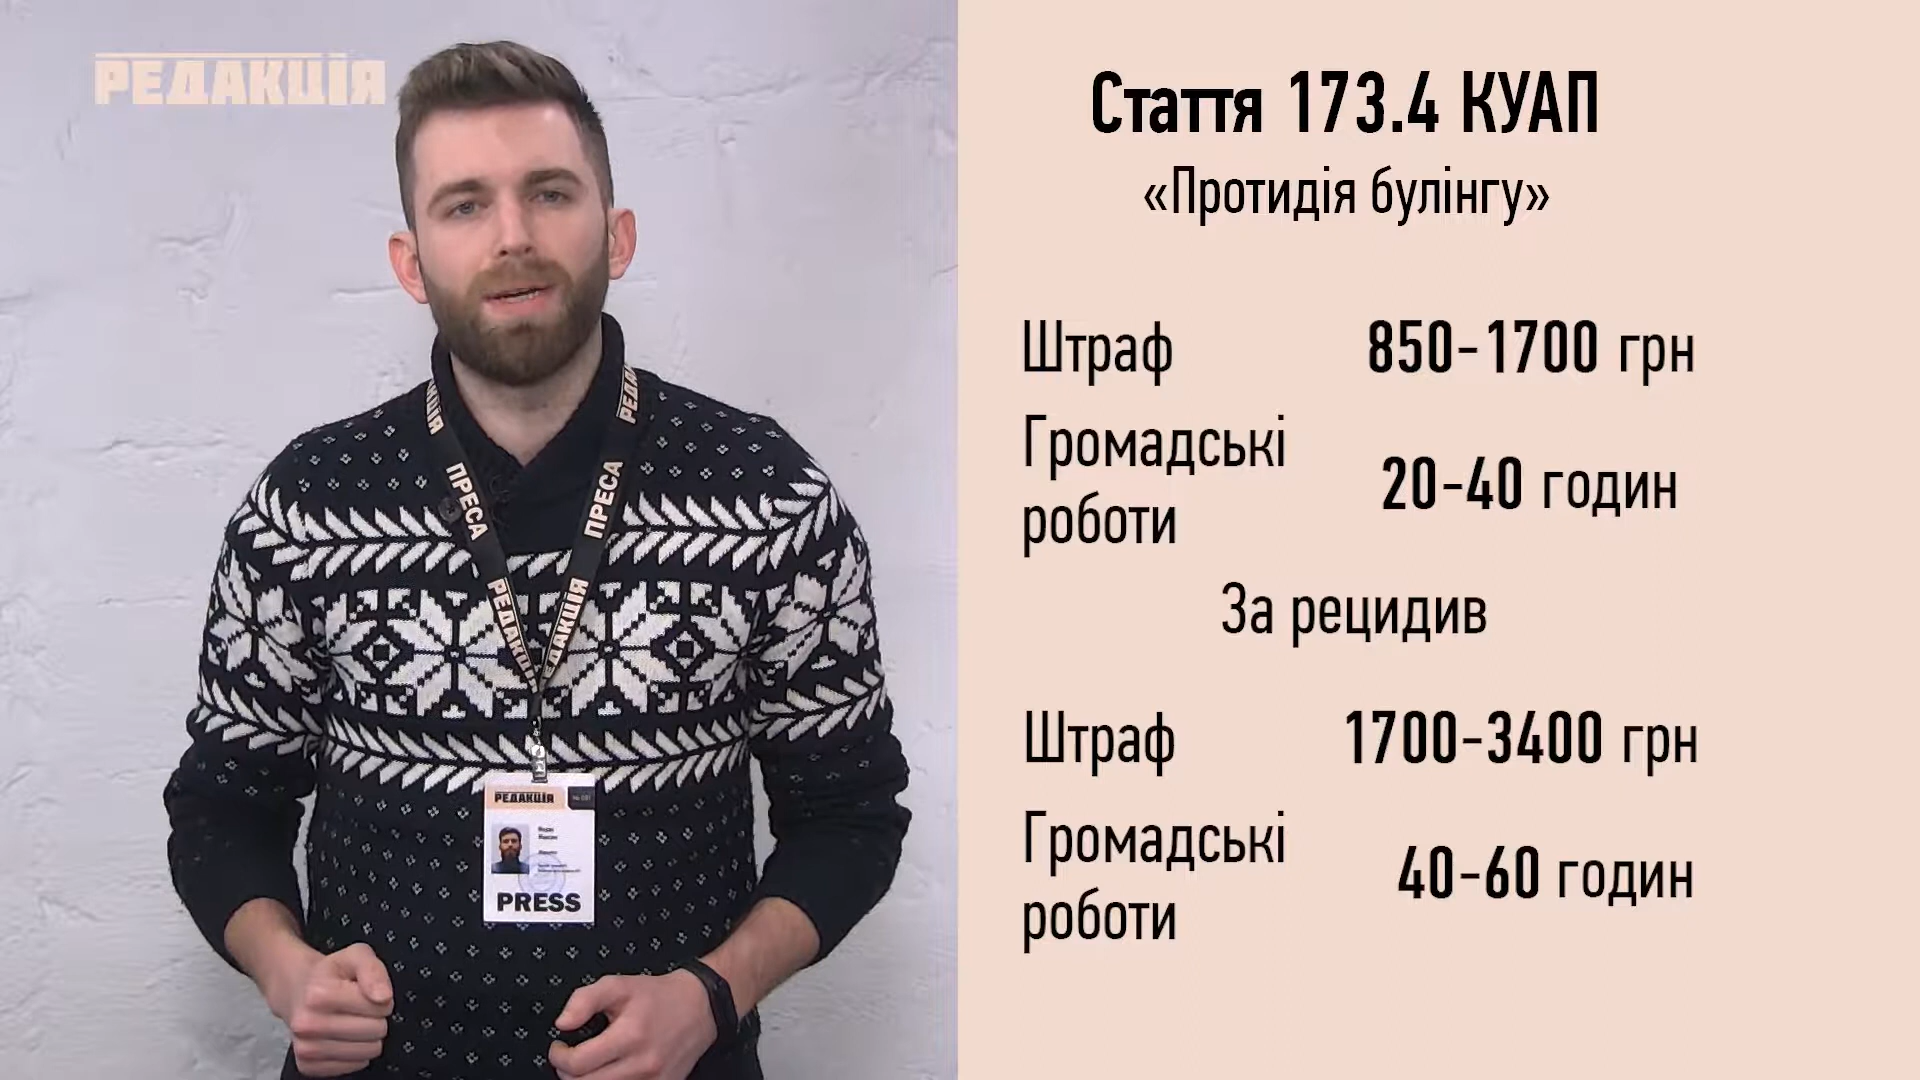 РЕДАКЦІЯ
Стаття 173.4 КУАП
«Протидія булінгу»
Штраф 850-1700 грн
Громадські
роботи
20-40 годин
За рецидив
Штраф 1700-3400 грн
Громадські
роботи
40-60 годин
РЕДАКЦІЯ
ПРЕСА
ПРЕСА
РЕДАКЦІЯ
РЕДАКЦІЯ
PRESS